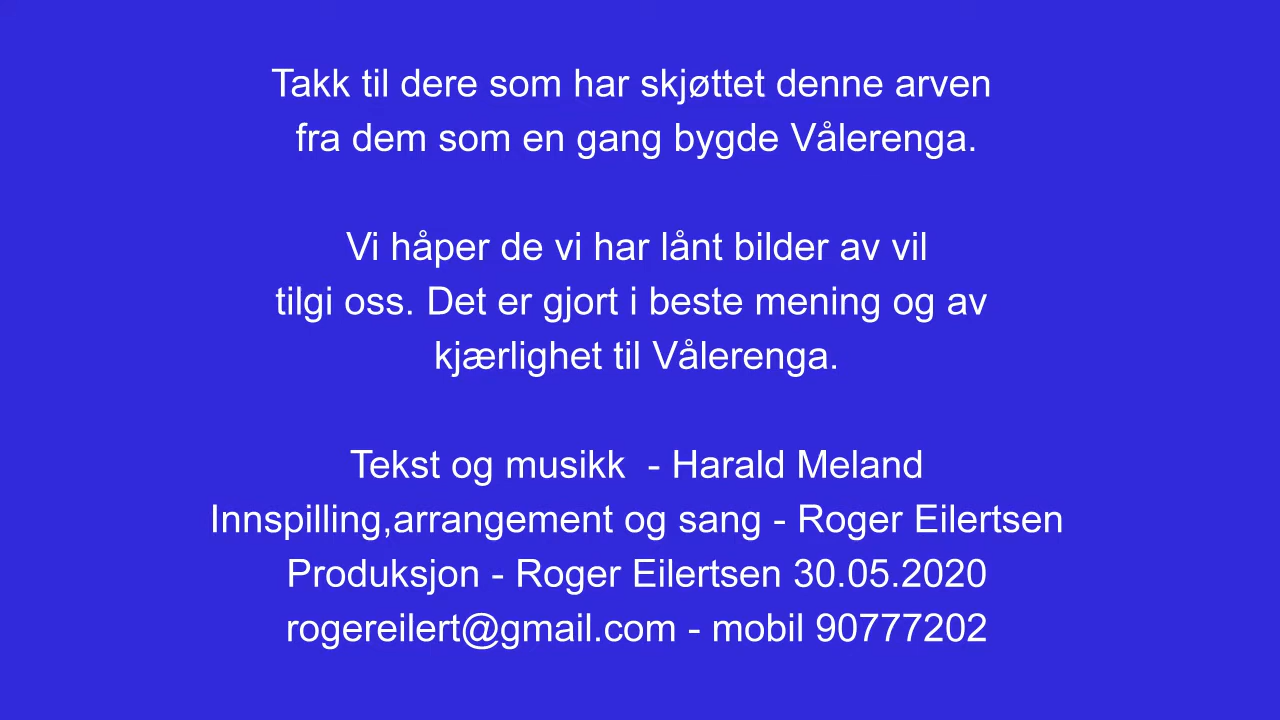 Takk til dere som har skjøttet denne arven
fra dem som en gang bygde Vålerenga.
Vi håper de vi har lånt bilder av vil
tilgi oss. Det er gjort i beste mening og av
kjærlighet til Vålerenga.
Tekst og musikk  - Harald Meland
Innspilling,arrangement og sang - Roger Eilertsen
Produksjon - Roger Eilertsen 30.05.2020
rogereilert@gmail.com - mobil 90777202